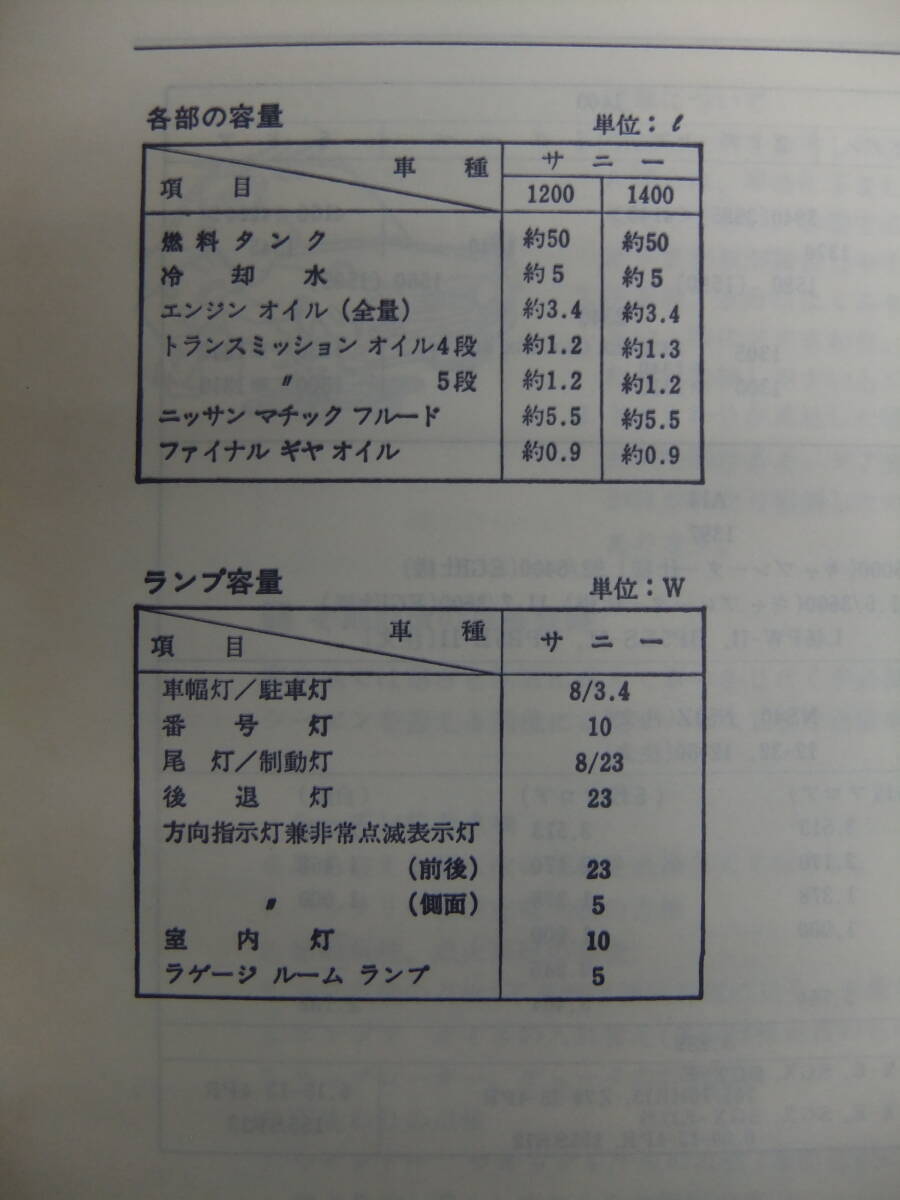 各部の容量 単位：ℓ
項目 車種 サニー
1200 1400
燃料タンク 約50 約50
冷却水 約5 約5
エンジン オイル（全量） 約3.4 約3.4
トランスミッション オイル4段 約1.2 約1.3
〃 5段 約1.2 約1.2
ニッサン マチック フルード 約5.5 約5.5
ファイナル ギヤ オイル 約0.9 約0.9
ランプ容量 単位：W
項目 車種 サニー
車幅灯／駐車灯 8/3.4
番号灯 10
尾灯／制動灯 8/23
後退灯 23
方向指示灯兼非常点滅表示灯
（前後） 23
〃 （側面） 5
室内灯 10
ラゲージ ルーム ランプ 5